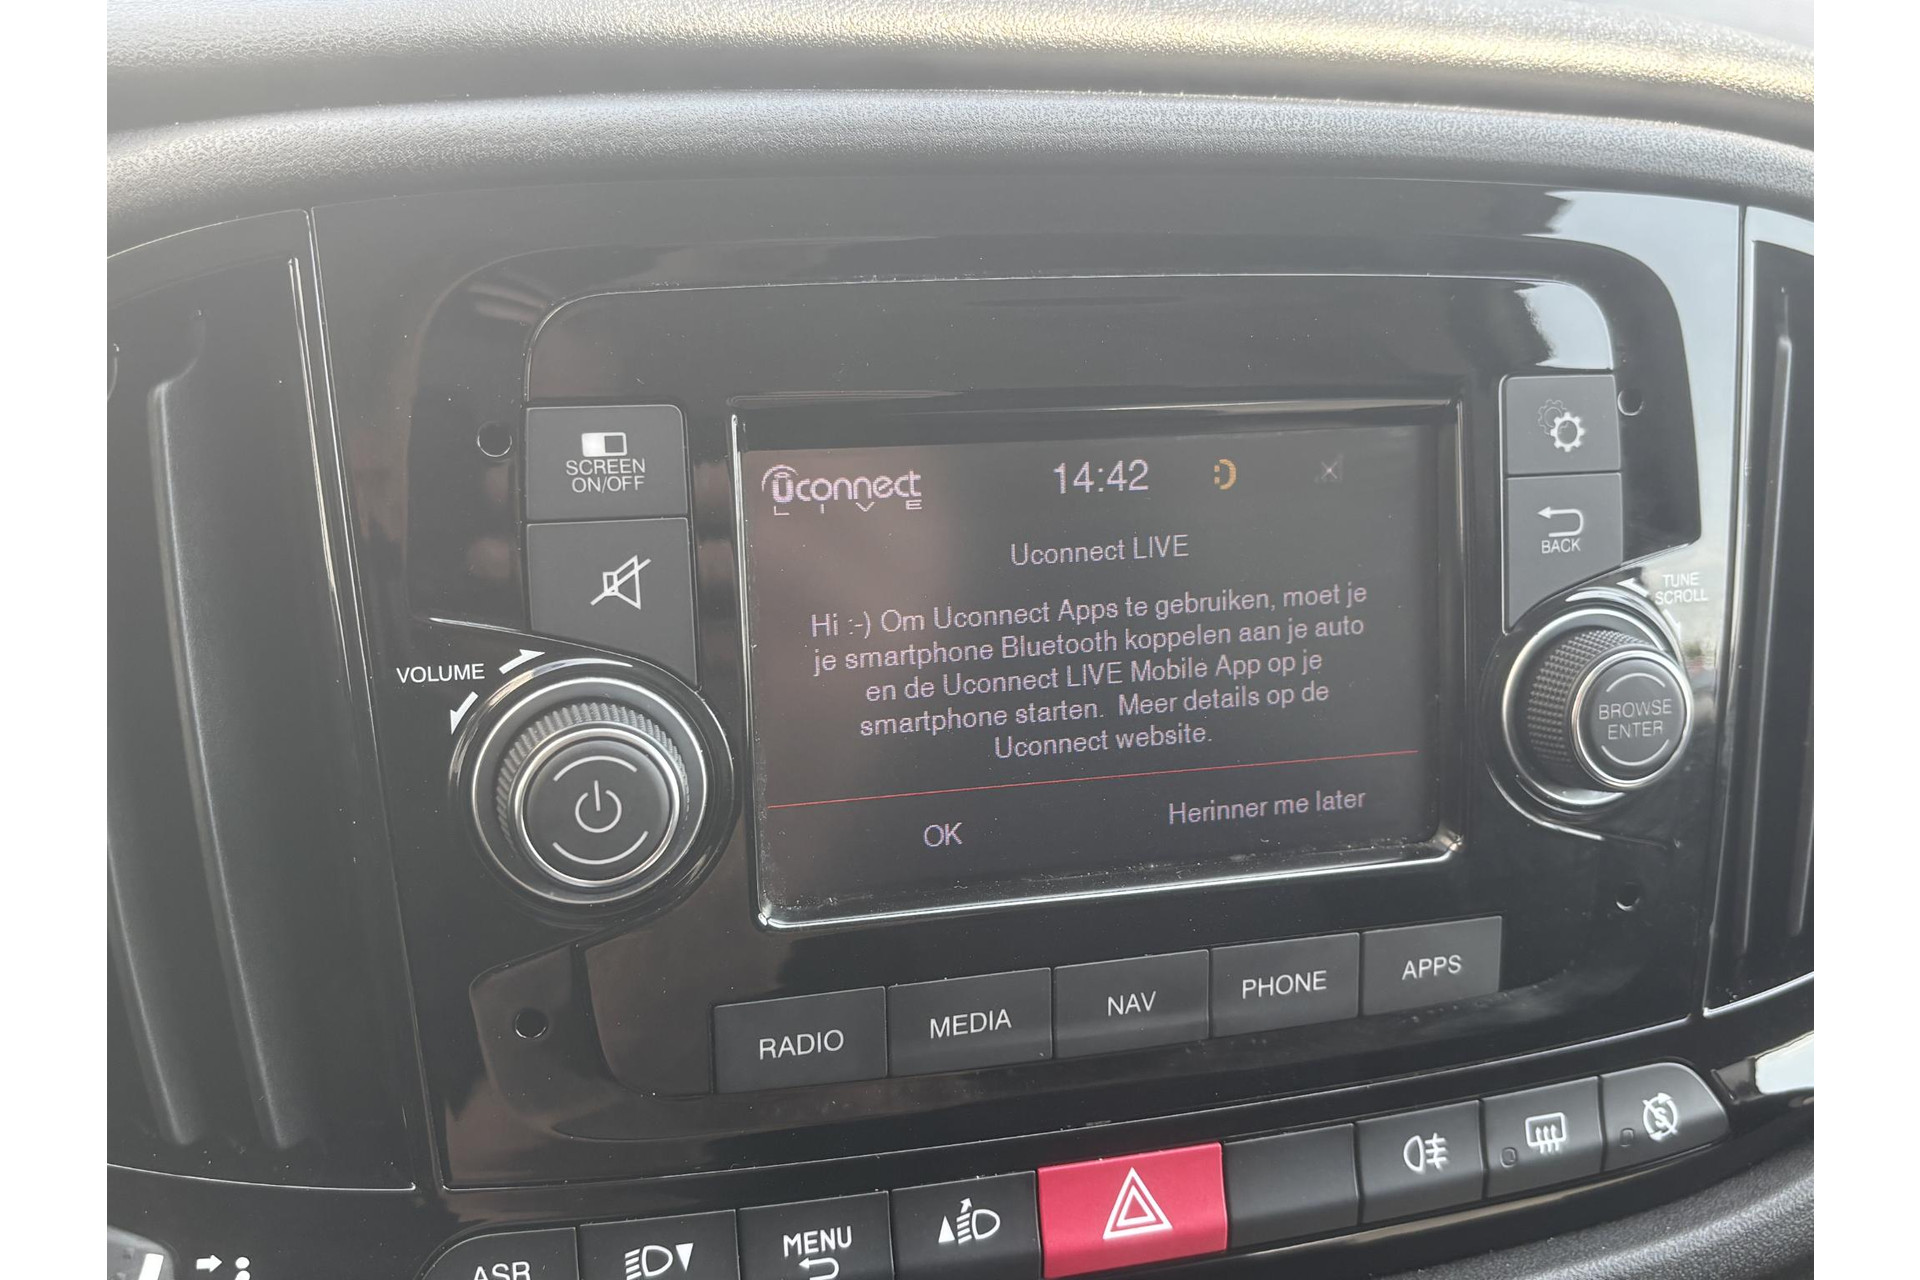 SCREEN
ON/OFF
uconnect
LIVE
14:42
Uconnect LIVE
Hi :-) Om Uconnect Apps te gebruiken, moet je
je smartphone Bluetooth koppelen aan je auto
en de Uconnect LIVE Mobile App op je
smartphone starten. Meer details op de
Uconnect website.
OK
Herinner me later
BACK
TUNE
SCROLL
VOLUME
BROWSE
ENTER
RADIO
MEDIA
NAV
PHONE
APPS
ASR
MENU